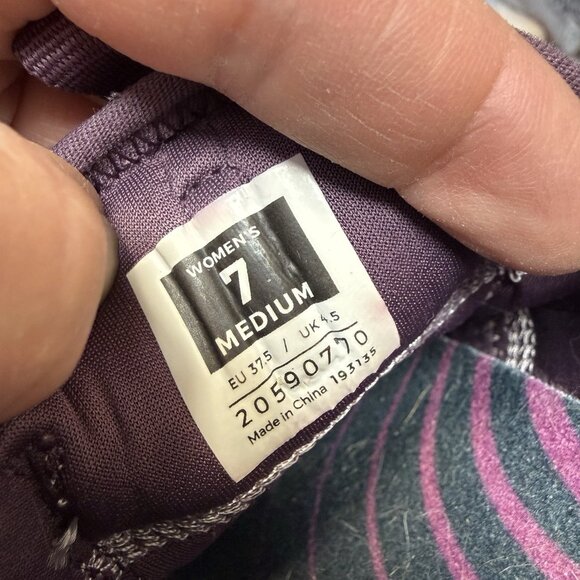 WOMEN'S
7
MEDIUM
EU 37.5 / UK 4.5
20590770
Made in China 193135